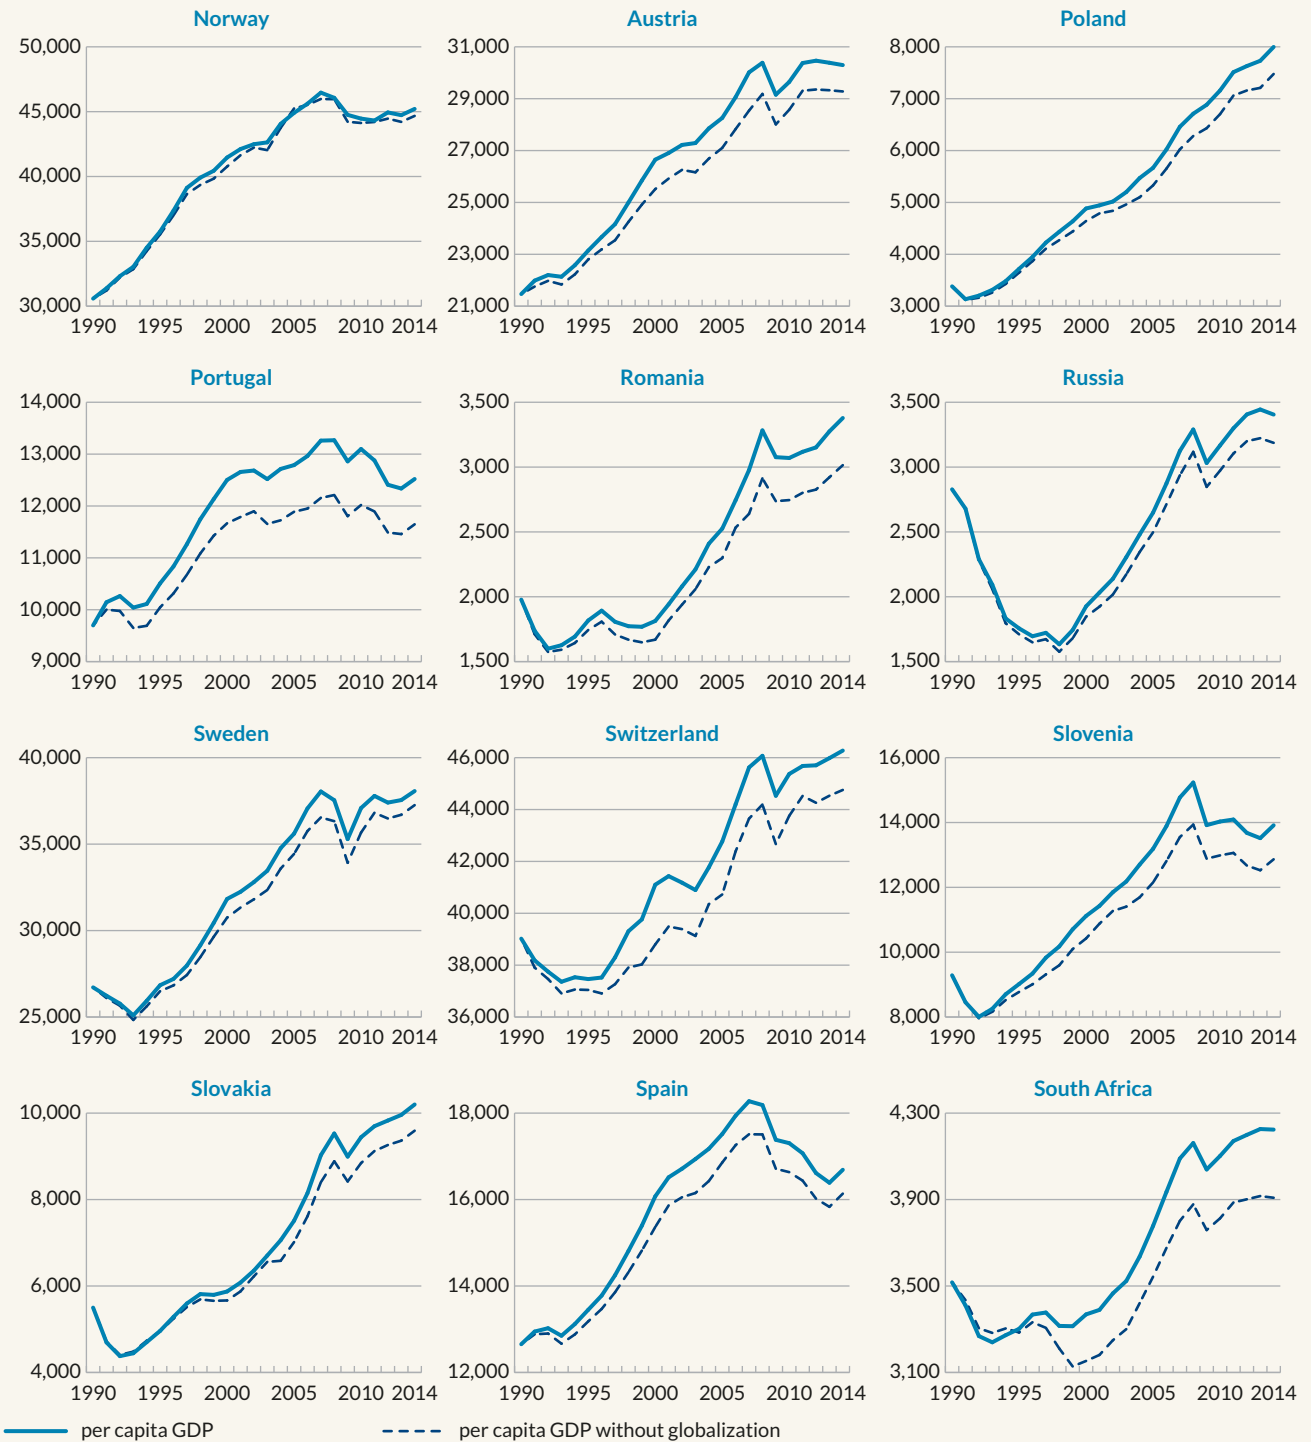 Norway
50,000
45,000
40,000
35,000
30,000
1990 1995 2000 2005 2010 2014
Austria
31,000
29,000
27,000
25,000
23,000
21,000
1990 1995 2000 2005 2010 2014
Poland
8,000
7,000
6,000
5,000
4,000
3,000
1990 1995 2000 2005 2010 2014
Portugal
14,000
13,000
12,000
11,000
10,000
9,000
1990 1995 2000 2005 2010 2014
Romania
3,500
3,000
2,500
2,000
1,500
1990 1995 2000 2005 2010 2014
Russia
3,500
3,000
2,500
2,000
1,500
1990 1995 2000 2005 2010 2014
Sweden
40,000
35,000
30,000
25,000
1990 1995 2000 2005 2010 2014
Switzerland
46,000
44,000
42,000
40,000
38,000
36,000
1990 1995 2000 2005 2010 2014
Slovenia
16,000
14,000
12,000
10,000
8,000
1990 1995 2000 2005 2010 2014
Slovakia
10,000
8,000
6,000
4,000
1990 1995 2000 2005 2010 2014
Spain
18,000
16,000
14,000
12,000
1990 1995 2000 2005 2010 2014
South Africa
4,300
3,900
3,500
3,100
1990 1995 2000 2005 2010 2014
per capita GDP
per capita GDP without globalization